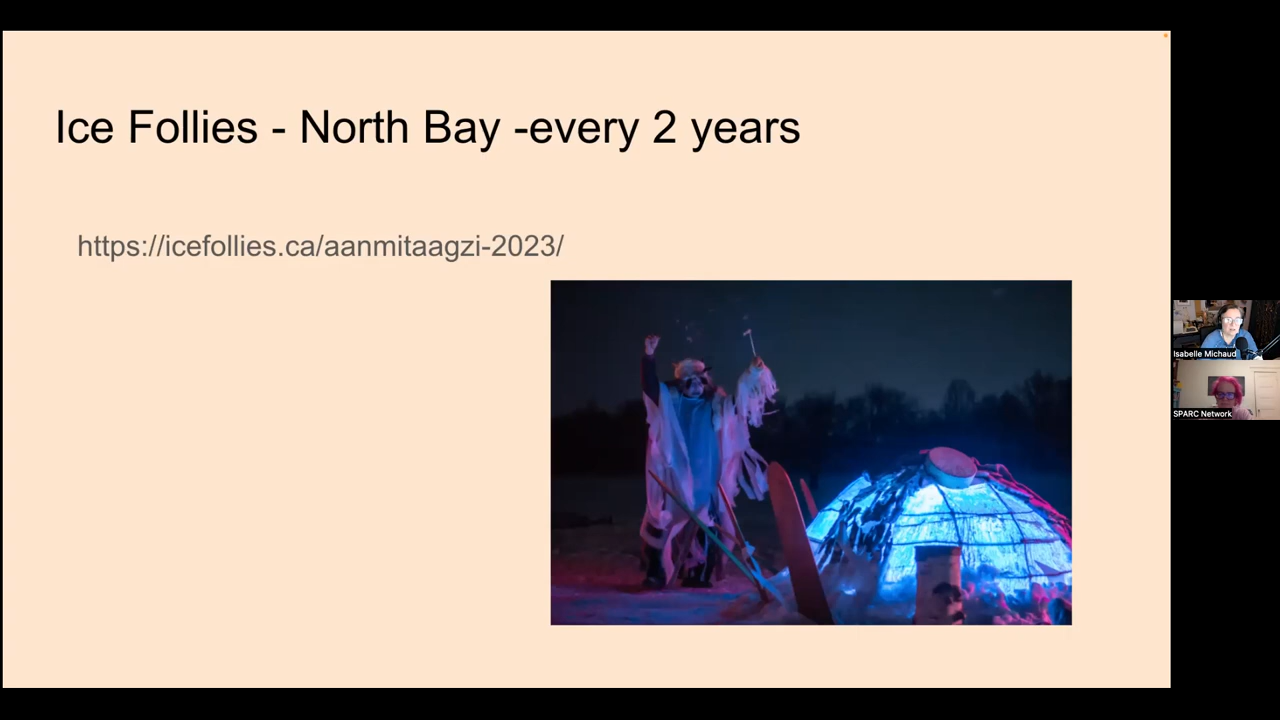 Ice Follies - North Bay -every 2 years
https://icefollies.ca/aanmitaagzi-2023/
Isabelle Michaud
SPARC Network